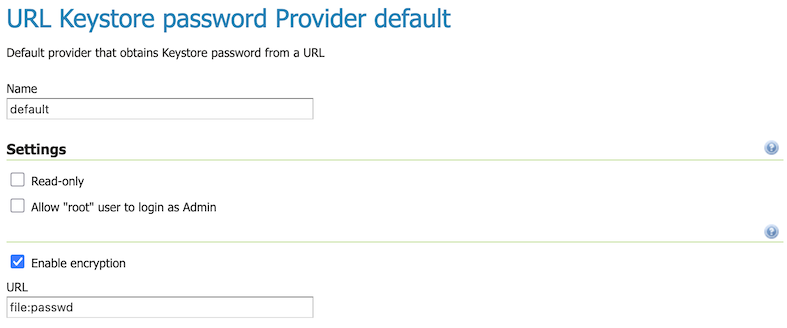 URL Keystore password Provider default
Default provider that obtains Keystore password from a URL
Name
default
Settings
Read-only
Allow "root" user to login as Admin
Enable encryption
URL
file:passwd